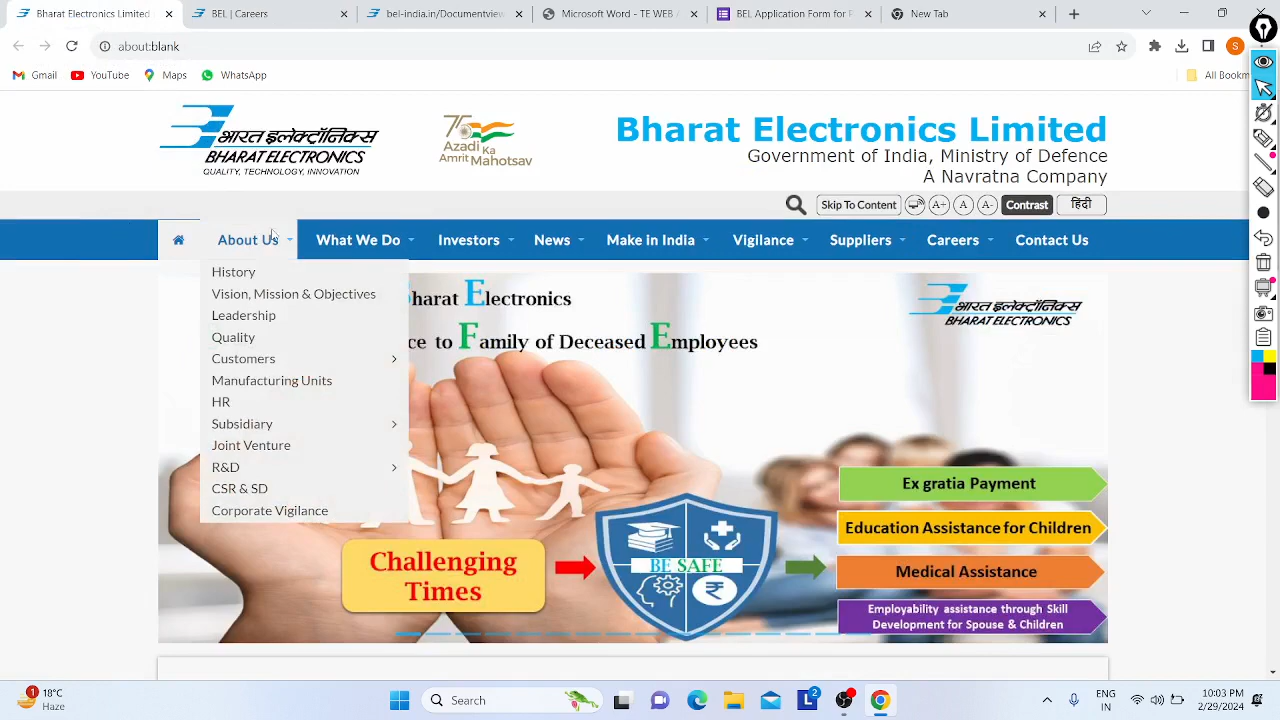 Bharat Electronics Limited
BEL | Careers
bel-india.in/Documentviews
Microsoft Word - TE WEB
BEL Application Form for
New Tab
about:blank
Gmail
YouTube
Maps
WhatsApp
All Bookm
भारत इलेक्ट्रॉनिक्स
BHARAT ELECTRONICS
QUALITY, TECHNOLOGY, INNOVATION
75
Azadi Ka
Amrit Mahotsav
Bharat Electronics Limited
Government of India, Ministry of Defence
A Navratna Company
Skip To Content
A+
A
A-
Contrast
हिंदी
About Us
What We Do
Investors
News
Make in India
Vigilance
Suppliers
Careers
Contact Us
History
Vision, Mission & Objectives
Leadership
Quality
Customers
Manufacturing Units
HR
Subsidiary
Joint Venture
R&D
CSR & SD
Corporate Vigilance
harat Electronics
ce to Family of Deceased Employees
भारत इलेक्ट्रॉनिक्स
BHARAT ELECTRONICS
Challenging
Times
BE SAFE
Ex gratia Payment
Education Assistance for Children
Medical Assistance
Employability assistance through Skill
Development for Spouse & Children
1
18°C
Haze
Search
L
2
ENG
IN
10:03 PM
2/29/2024
S